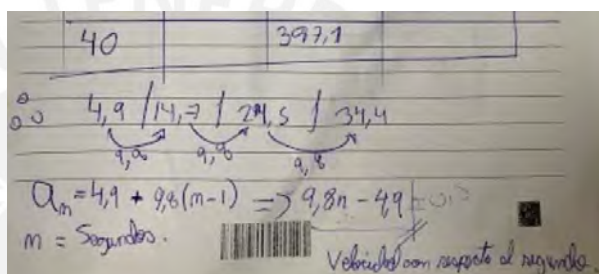 40 397,1
4,9 / 14,7 / 24,5 / 34,4
9,8 9,8 9,8
an = 4,9 + 9,8(n-1) => 9,8n - 4,9
n = Segundos.
Velocidad con respecto al segundo